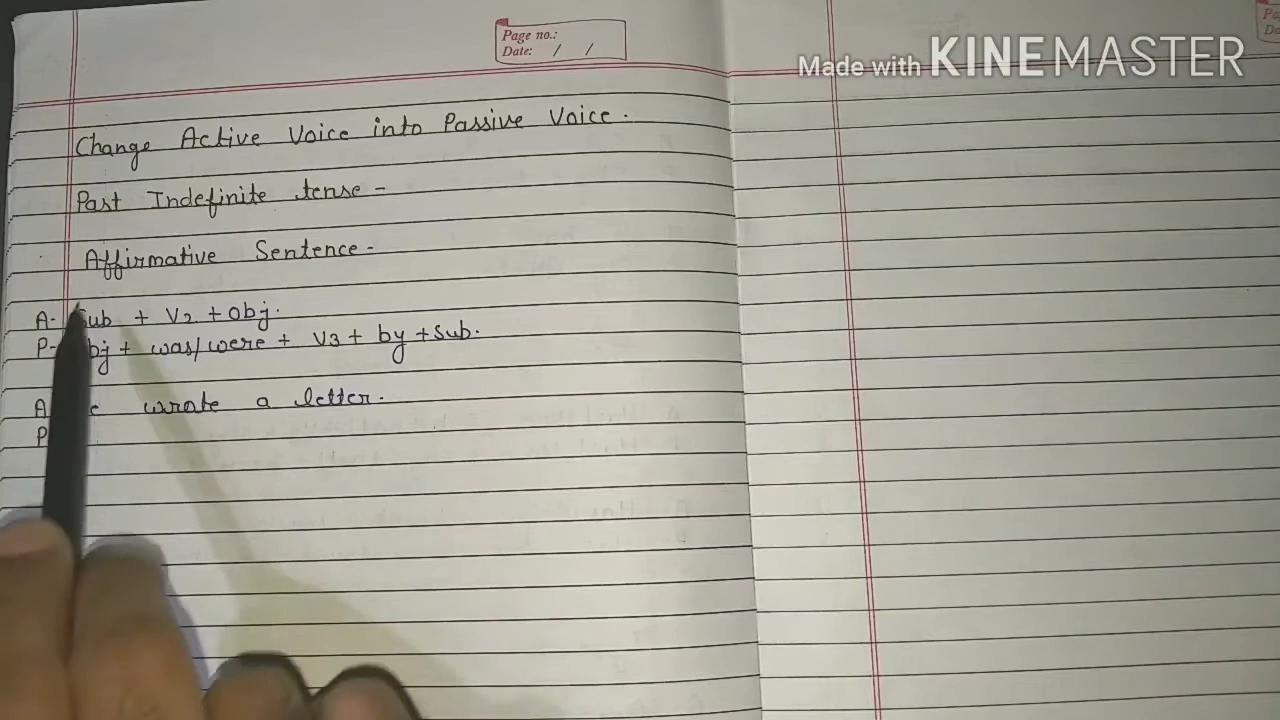 Page no.:
Date: / /
Made with KINEMASTER
Change Active Voice into Passive Voice.
Past Indefinite tense -
Affirmative Sentence -
A- Sub + V2 + Obj.
P- bj + was/were + V3 + by + Sub.
A wrote a letter.
P